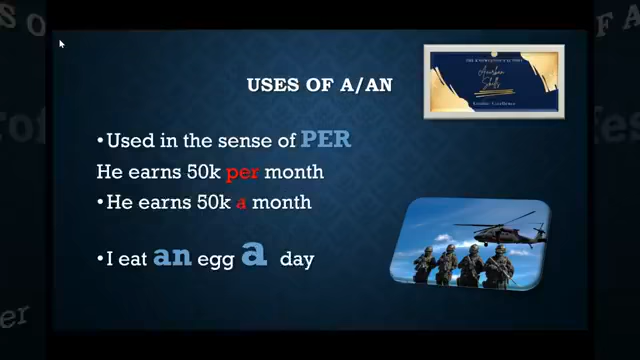 USES OF A/AN
•Used in the sense of PER
He earns 50k per month
•He earns 50k a month
•I eat an egg a day
Skills